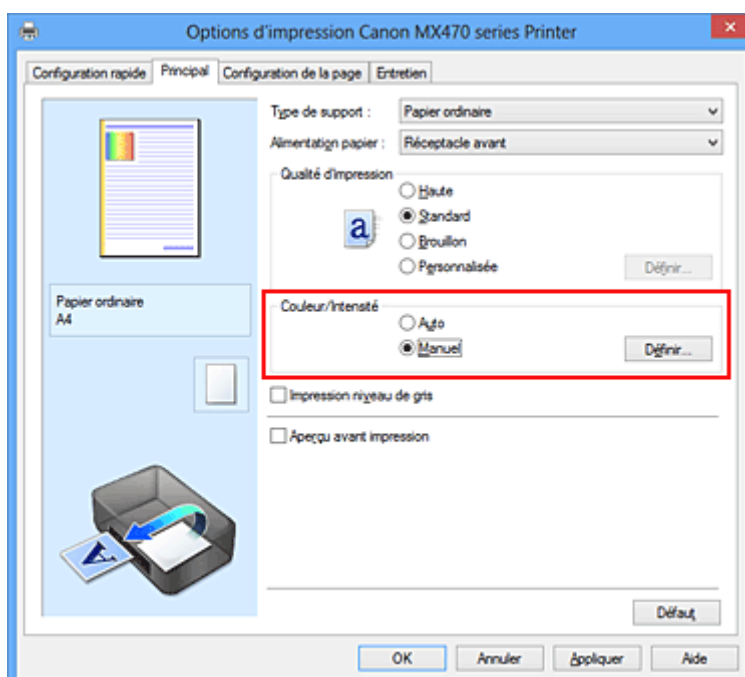 Options d'impression Canon MX470 series Printer
Configuration rapide Principal Configuration de la page Entretien
Type de support : Papier ordinaire
Alimentation papier : Réceptacle avant
Qualité d'impression
Haute
Standard
Brouillon
Personnalisée Définir...
a
Papier ordinaire
A4
Couleur/Intensité
Auto
Manuel Définir...
Impression niveau de gris
Aperçu avant impression
A
Défaut
OK Annuler Appliquer Aide